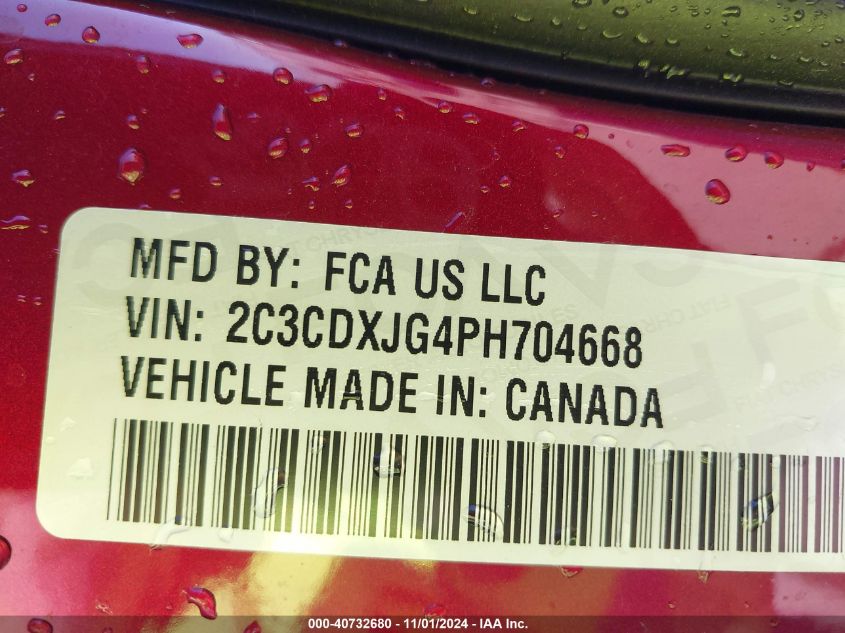 MFD BY: FCA US LLC
VIN: 2C3CDXJG4PH704668
VEHICLE MADE IN: CANADA
000-40732680 - 11/01/2024 - IAA Inc.